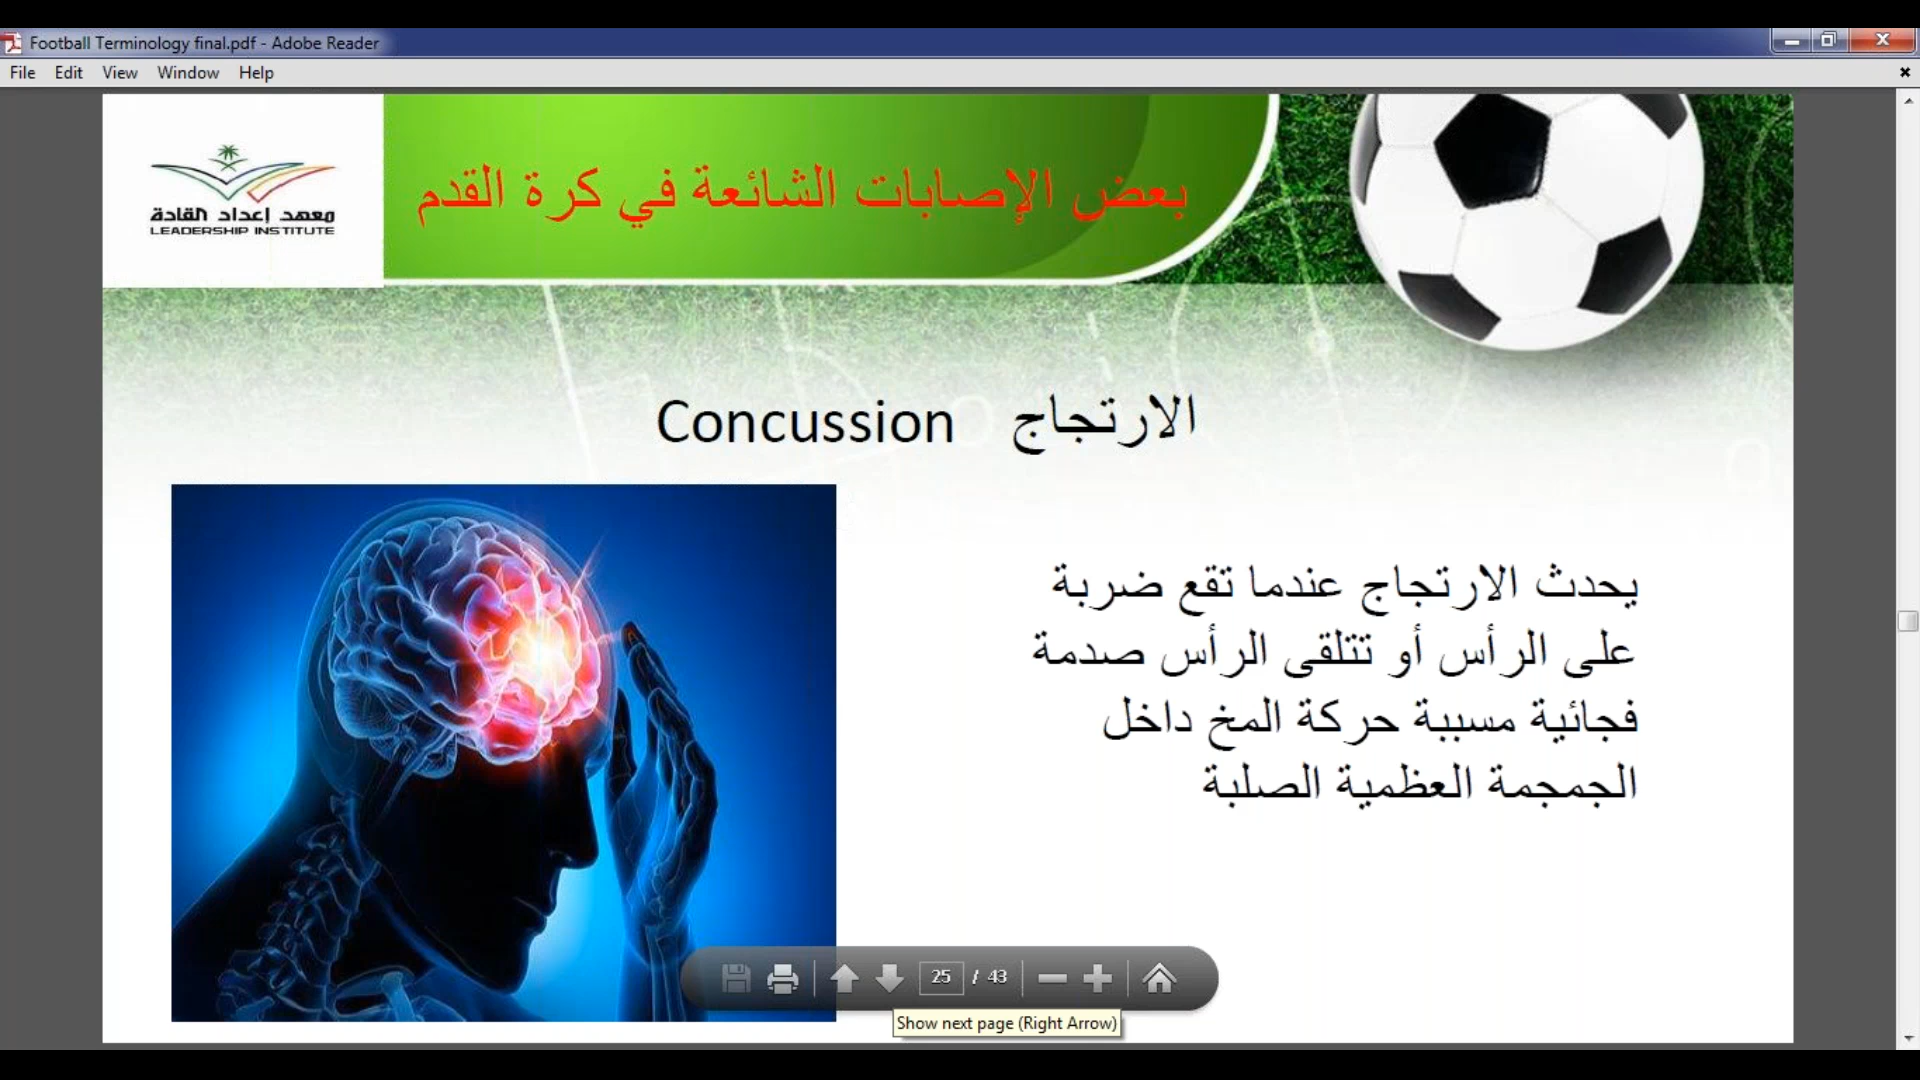 Football Terminology final.pdf - Adobe Reader
File Edit View Window Help
معهد إعداد القادة
LEADERSHIP INSTITUTE
بعض الإصابات الشائعة في كرة القدم
الارتجاج Concussion
يحدث الارتجاج عندما تقع ضربة
على الرأس أو تتلقى الرأس صدمة
فجائية مسببة حركة المخ داخل
الجمجمة العظمية الصلبة
25 / 43
Show next page (Right Arrow)